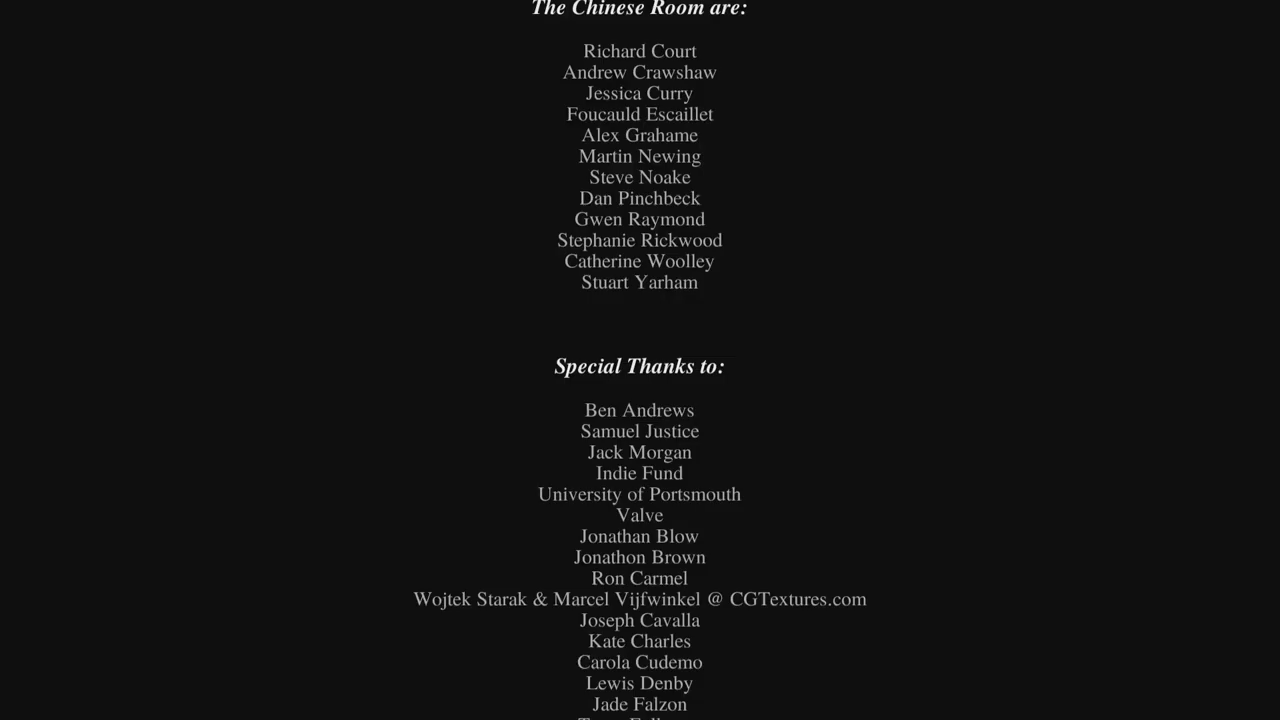 The Chinese Room are:
Richard Court
Andrew Crawshaw
Jessica Curry
Foucauld Escaillet
Alex Grahame
Martin Newing
Steve Noake
Dan Pinchbeck
Gwen Raymond
Stephanie Rickwood
Catherine Woolley
Stuart Yarham
Special Thanks to:
Ben Andrews
Samuel Justice
Jack Morgan
Indie Fund
University of Portsmouth
Valve
Jonathan Blow
Jonathon Brown
Ron Carmel
Wojtek Starak & Marcel Vijfwinkel @ CGTextures.com
Joseph Cavalla
Kate Charles
Carola Cudemo
Lewis Denby
Jade Falzon